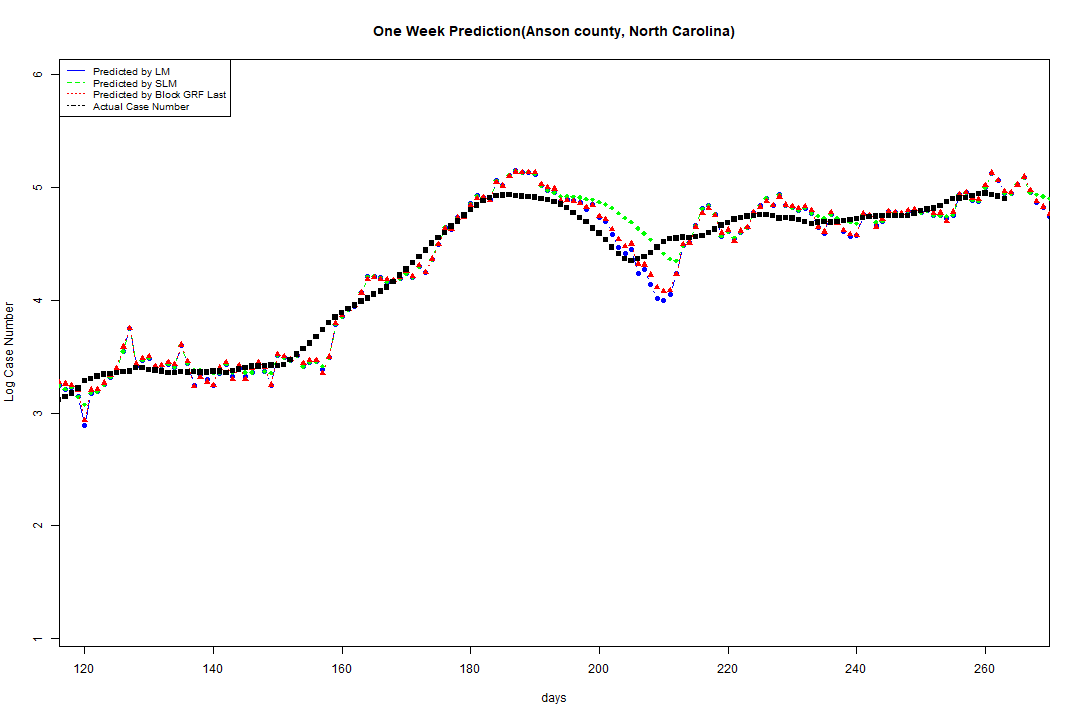 One Week Prediction(Anson county, North Carolina)
Predicted by LM
Predicted by SLM
Predicted by Block GRF Last
Actual Case Number
6
5
4
3
2
1
Log Case Number
120 140 160 180 200 220 240 260
days